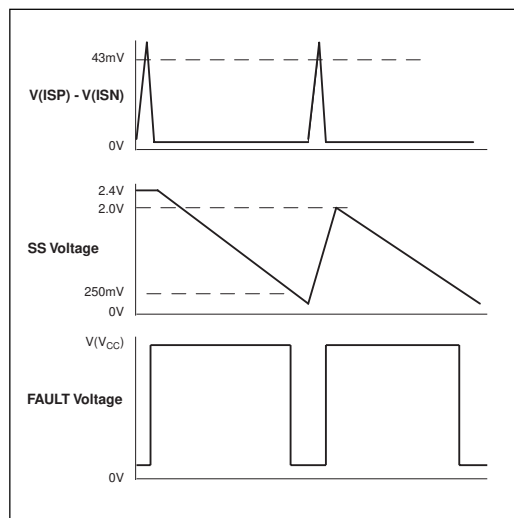 43mV
V(ISP) - V(ISN)
0V
2.4V
2.0V
SS Voltage
250mV
0V
V(VCC)
FAULT Voltage
0V